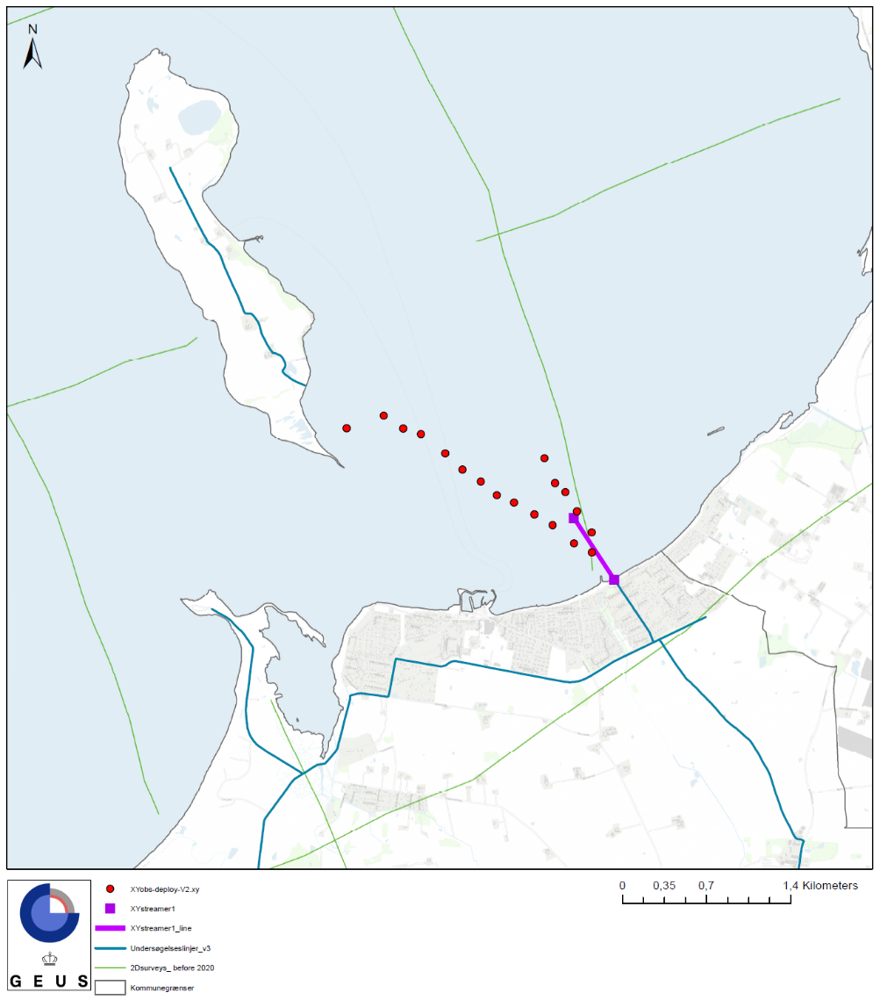 N
0 0,35 0,7 1,4 Kilometers
XYobs-deploy-V2.xy
XYstreamer1
XYstreamer1_line
Undersøgelseslinjer_v3
2Dsurveys_ before 2020
Kommunegrænser
G E U S